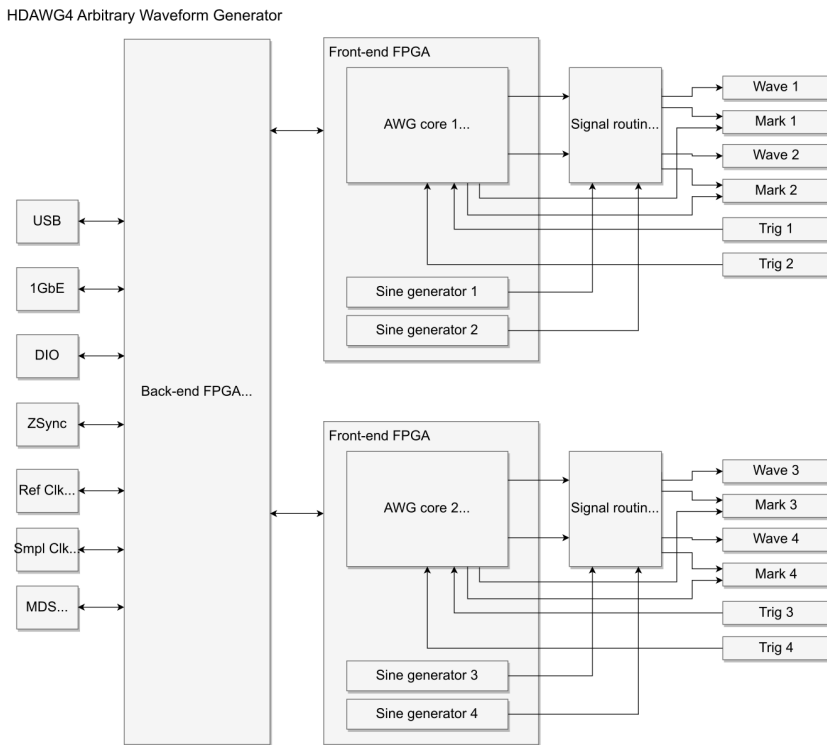 HDAWG4 Arbitrary Waveform Generator
Front-end FPGA
AWG core 1...
Signal routin...
Wave 1
Mark 1
Wave 2
Mark 2
Trig 1
Trig 2
Sine generator 1
Sine generator 2
USB
1GbE
DIO
ZSync
Ref Clk...
Smpl Clk...
MDS...
Back-end FPGA...
Front-end FPGA
AWG core 2...
Signal routin...
Wave 3
Mark 3
Wave 4
Mark 4
Trig 3
Trig 4
Sine generator 3
Sine generator 4